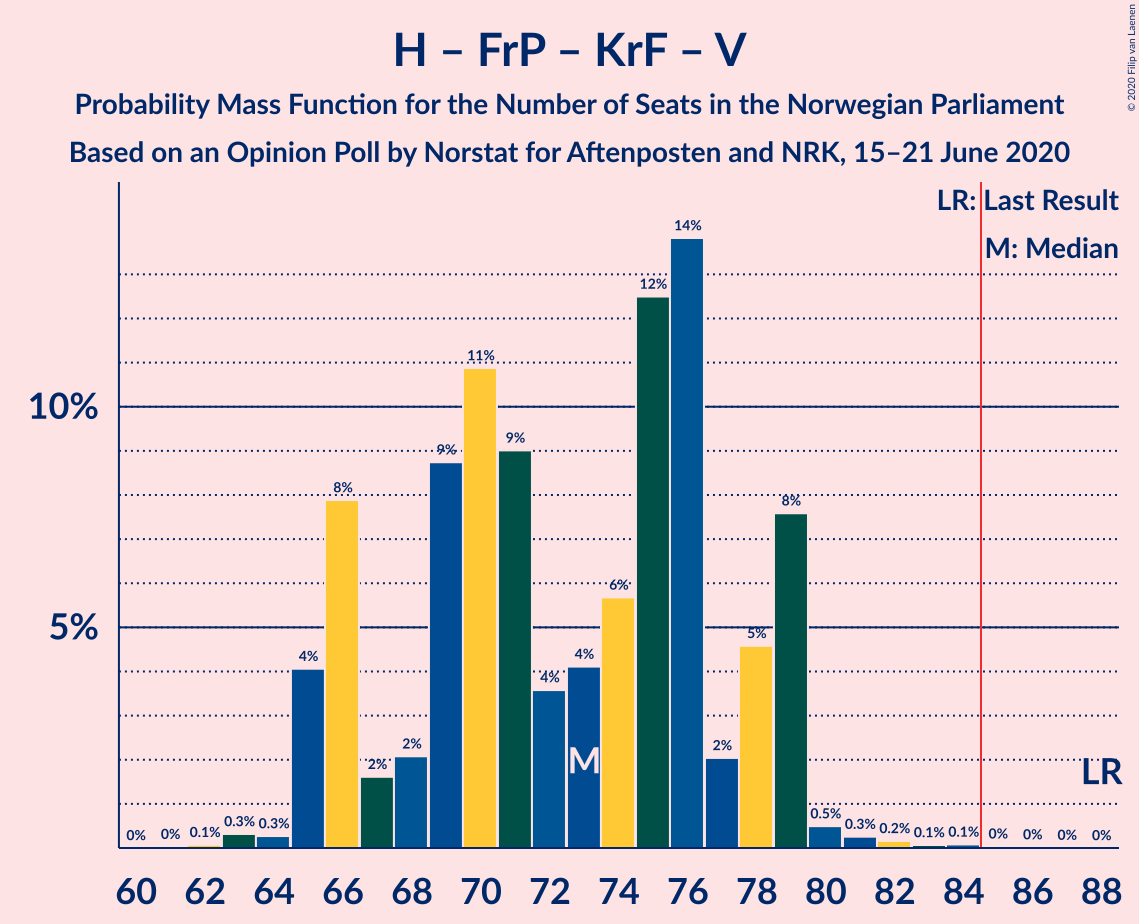 H – FrP – KrF – V
Probability Mass Function for the Number of Seats in the Norwegian Parliament
Based on an Opinion Poll by Norstat for Aftenposten and NRK, 15–21 June 2020
© 2020 Filip van Laenen
LR: Last Result
M: Median
10%
5%
0% 0% 0.1% 0.3% 0.3% 4% 8% 2% 2% 9% 11% 9% 4% 4% 6% 12% 14% 2% 5% 8% 0.5% 0.3% 0.2% 0.1% 0.1% 0% 0% 0% 0%
M
LR
60 62 64 66 68 70 72 74 76 78 80 82 84 86 88